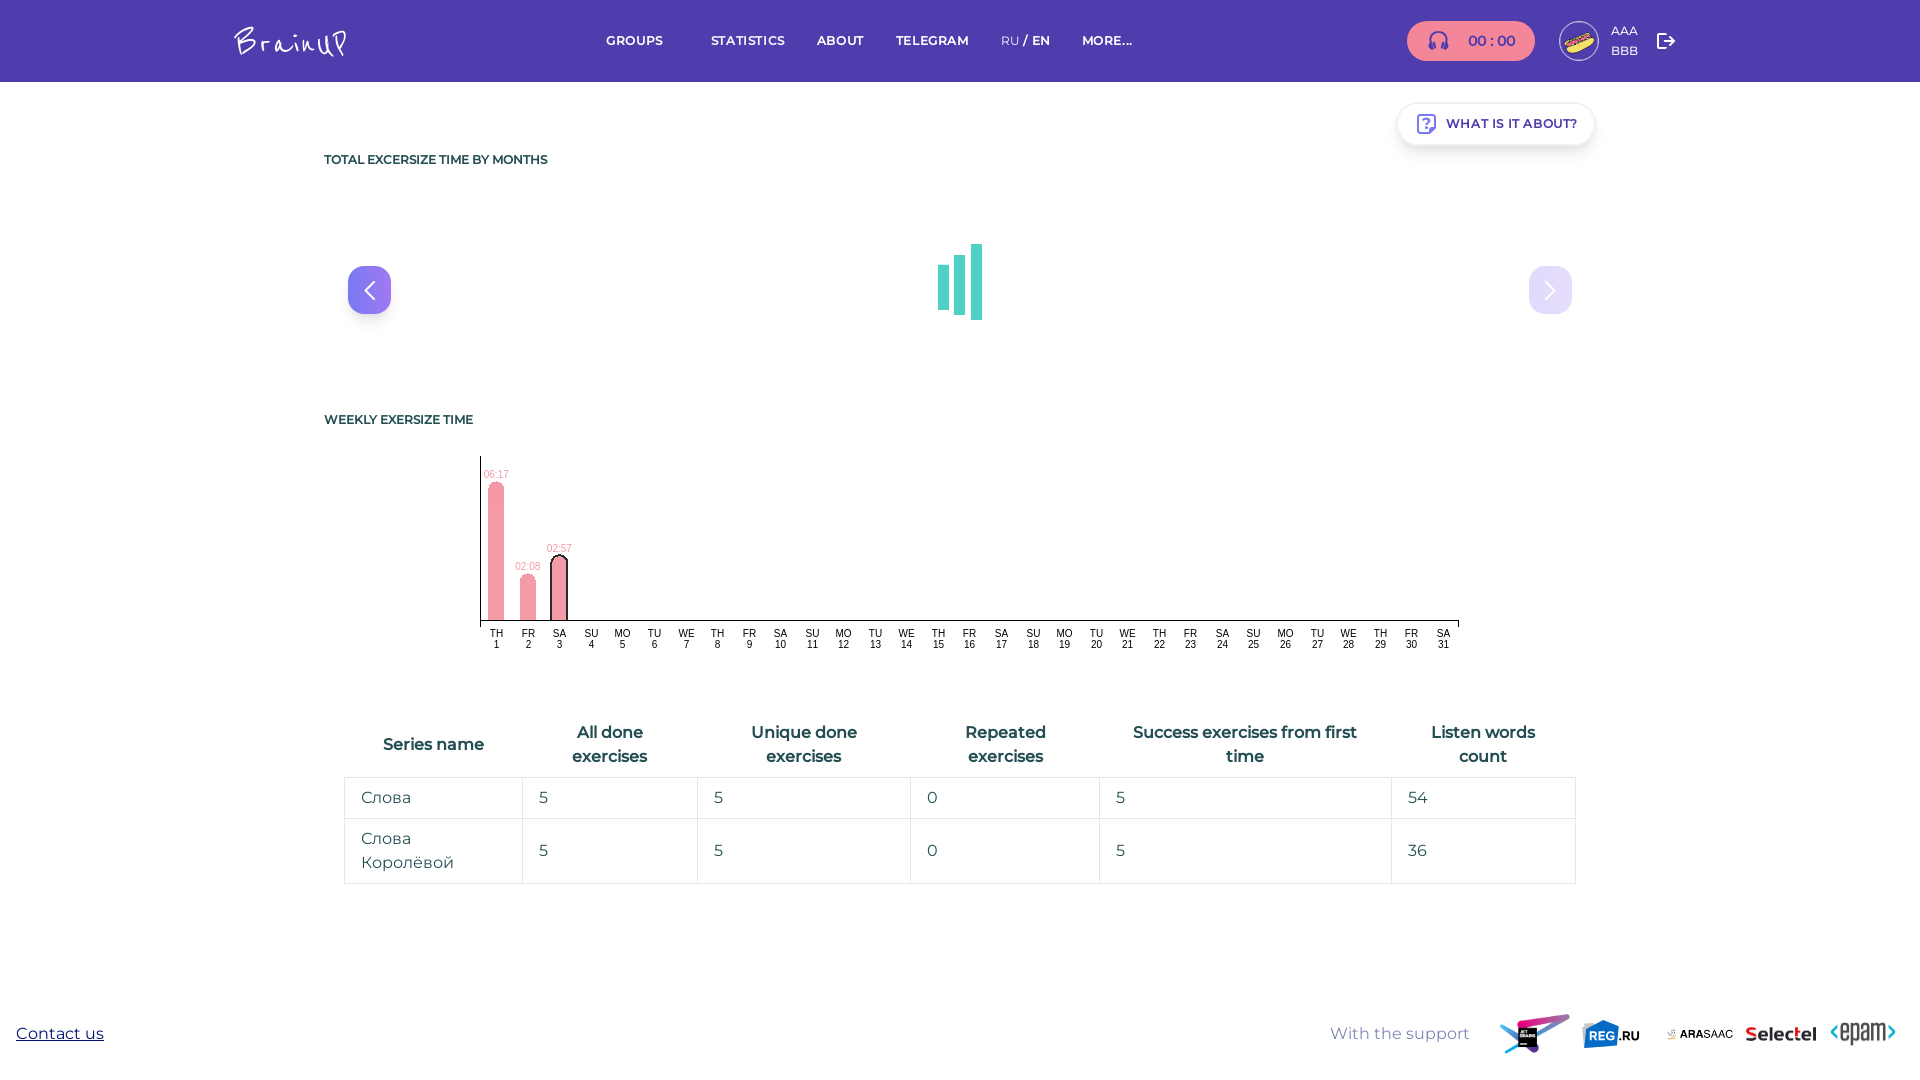 BrainUP
GROUPS
STATISTICS
ABOUT
TELEGRAM
RU / EN
MORE...
00 : 00
AAA
BBB
WHAT IS IT ABOUT?
TOTAL EXCERSIZE TIME BY MONTHS
WEEKLY EXERSIZE TIME
06:17
02:57
02:08
TH FR SA SU MO TU WE TH FR SA SU MO TU WE TH FR SA SU MO TU WE TH FR SA SU MO TU WE TH FR SA
1 2 3 4 5 6 7 8 9 10 11 12 13 14 15 16 17 18 19 20 21 22 23 24 25 26 27 28 29 30 31
Series name
All done
exercises
Unique done
exercises
Repeated
exercises
Success exercises from first
time
Listen words
count
Слова 5 5 0 5 54
Слова
Королёвой
5 5 0 5 36
Contact us
With the support
REG.RU
ARASAAC
Selectel
<epam>